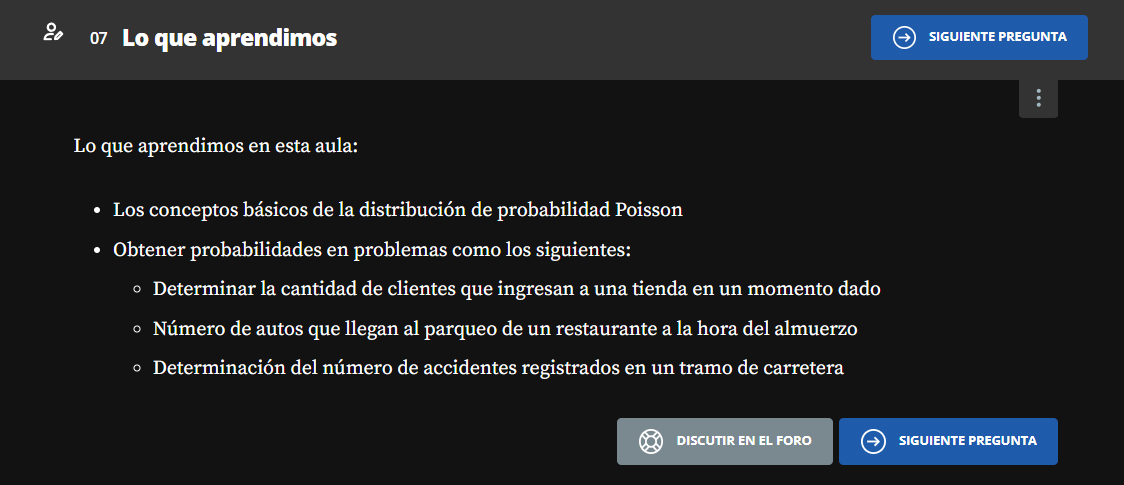 07 Lo que aprendimos
SIGUIENTE PREGUNTA
Lo que aprendimos en esta aula:
• Los conceptos básicos de la distribución de probabilidad Poisson
• Obtener probabilidades en problemas como los siguientes:
◦ Determinar la cantidad de clientes que ingresan a una tienda en un momento dado
◦ Número de autos que llegan al parqueo de un restaurante a la hora del almuerzo
◦ Determinación del número de accidentes registrados en un tramo de carretera
DISCUTIR EN EL FORO
SIGUIENTE PREGUNTA